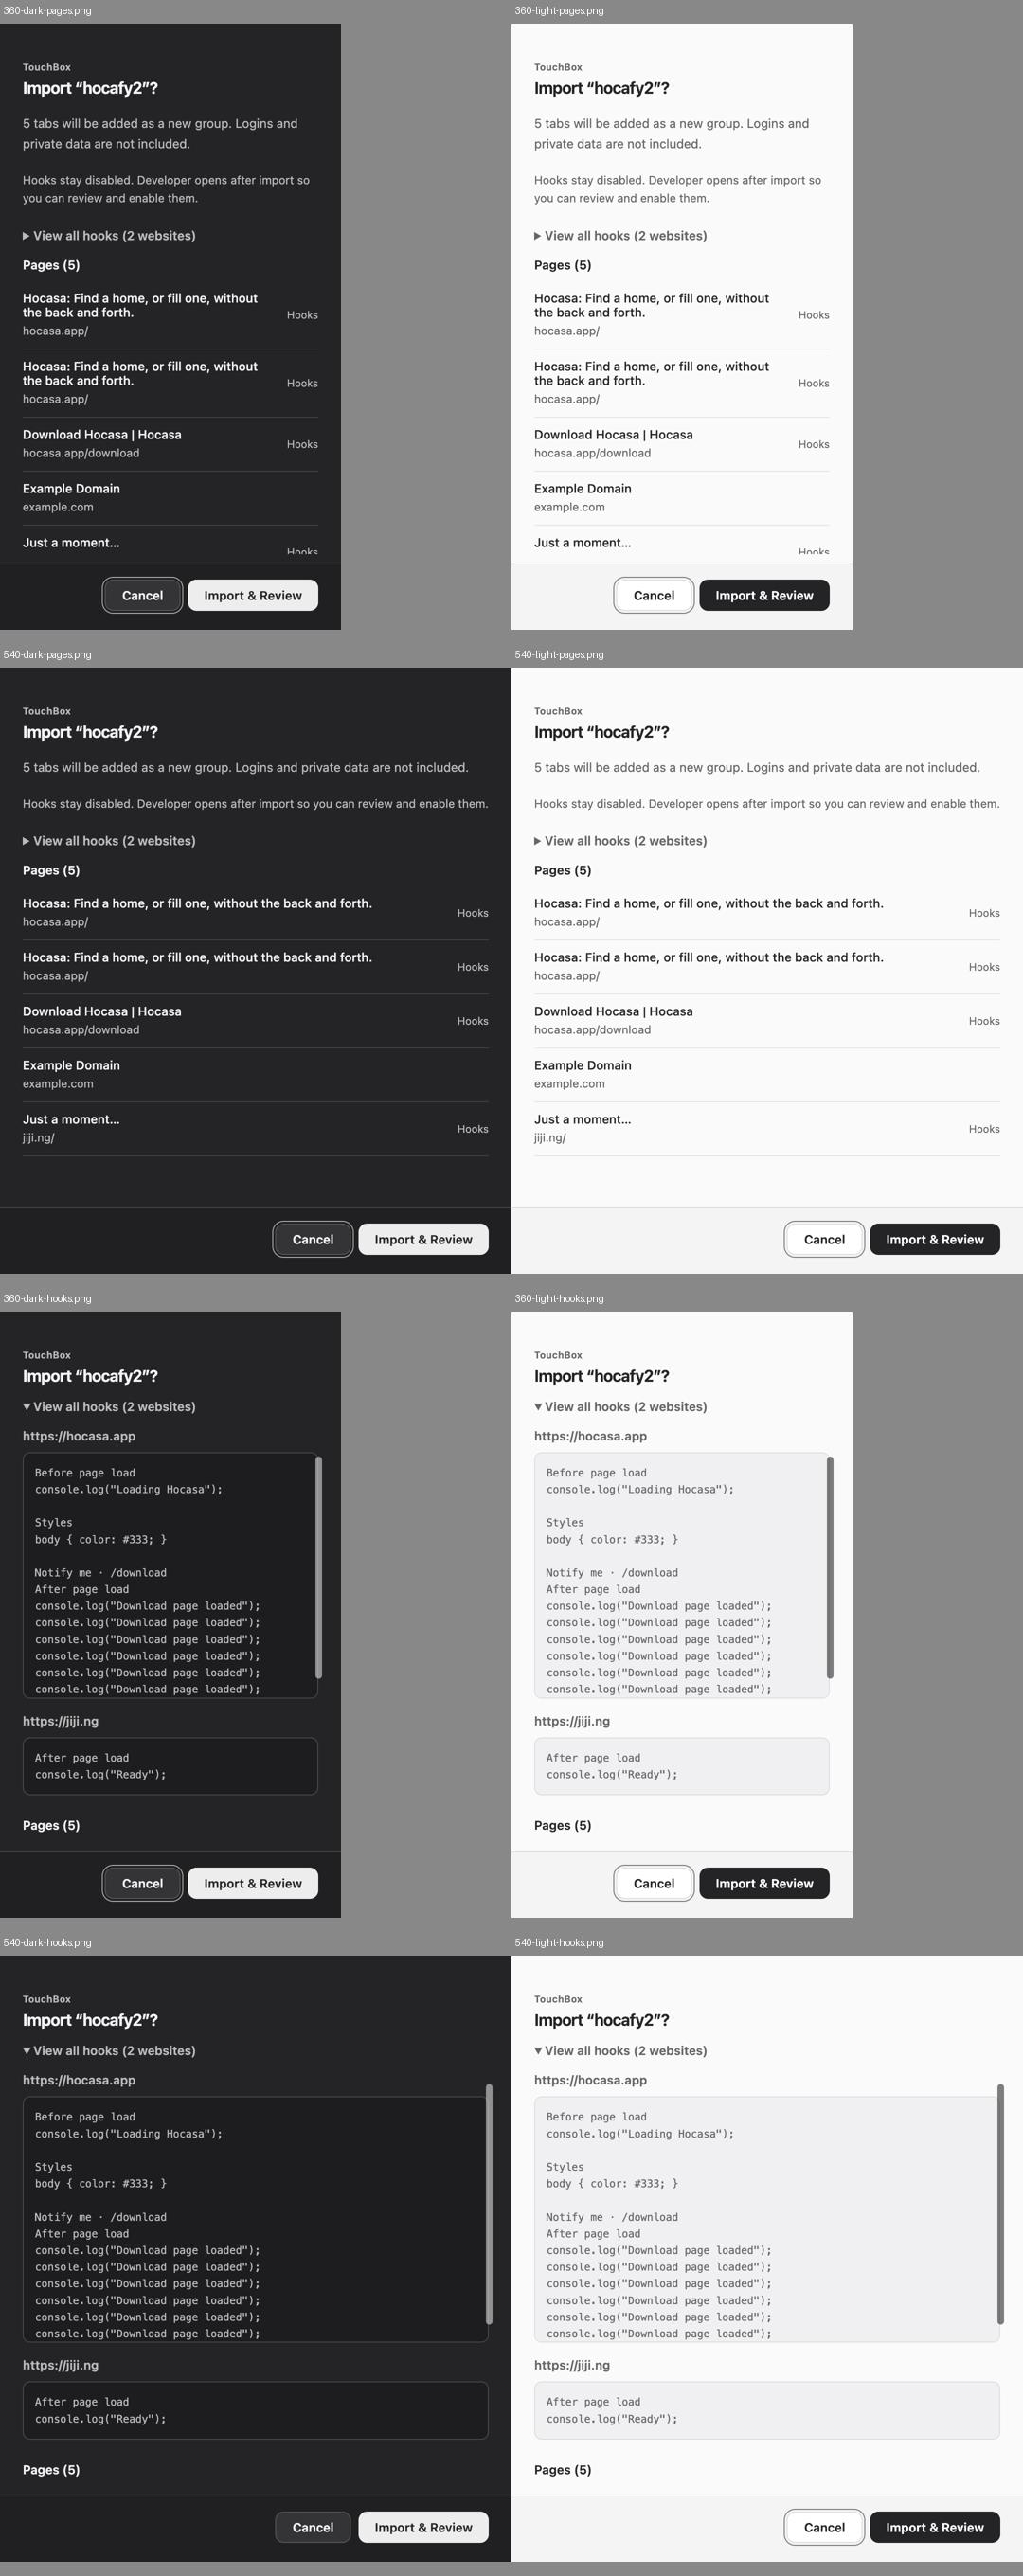 360-dark-pages.png
TouchBox
Import “hocafy2”?
5 tabs will be added as a new group. Logins and
private data are not included.
Hooks stay disabled. Developer opens after import so
you can review and enable them.
▶ View all hooks (2 websites)
Pages (5)
Hocasa: Find a home, or fill one, without
the back and forth.
hocasa.app/
Hooks
Hocasa: Find a home, or fill one, without
the back and forth.
hocasa.app/
Hooks
Download Hocasa | Hocasa
hocasa.app/download
Hooks
Example Domain
example.com
Just a moment...
Hooks
Cancel
Import & Review
360-light-pages.png
TouchBox
Import “hocafy2”?
5 tabs will be added as a new group. Logins and
private data are not included.
Hooks stay disabled. Developer opens after import so
you can review and enable them.
▶ View all hooks (2 websites)
Pages (5)
Hocasa: Find a home, or fill one, without
the back and forth.
hocasa.app/
Hooks
Hocasa: Find a home, or fill one, without
the back and forth.
hocasa.app/
Hooks
Download Hocasa | Hocasa
hocasa.app/download
Hooks
Example Domain
example.com
Just a moment...
Hooks
Cancel
Import & Review
540-dark-pages.png
TouchBox
Import “hocafy2”?
5 tabs will be added as a new group. Logins and private data are not included.
Hooks stay disabled. Developer opens after import so you can review and enable them.
▶ View all hooks (2 websites)
Pages (5)
Hocasa: Find a home, or fill one, without the back and forth.
hocasa.app/
Hooks
Hocasa: Find a home, or fill one, without the back and forth.
hocasa.app/
Hooks
Download Hocasa | Hocasa
hocasa.app/download
Hooks
Example Domain
example.com
Just a moment...
jiji.ng/
Hooks
Cancel
Import & Review
540-light-pages.png
TouchBox
Import “hocafy2”?
5 tabs will be added as a new group. Logins and private data are not included.
Hooks stay disabled. Developer opens after import so you can review and enable them.
▶ View all hooks (2 websites)
Pages (5)
Hocasa: Find a home, or fill one, without the back and forth.
hocasa.app/
Hooks
Hocasa: Find a home, or fill one, without the back and forth.
hocasa.app/
Hooks
Download Hocasa | Hocasa
hocasa.app/download
Hooks
Example Domain
example.com
Just a moment...
jiji.ng/
Hooks
Cancel
Import & Review
360-dark-hooks.png
TouchBox
Import “hocafy2”?
▼ View all hooks (2 websites)
https://hocasa.app
Before page load
console.log("Loading Hocasa");
Styles
body { color: #333; }
Notify me · /download
After page load
console.log("Download page loaded");
console.log("Download page loaded");
console.log("Download page loaded");
console.log("Download page loaded");
console.log("Download page loaded");
console.log("Download page loaded");
https://jiji.ng
After page load
console.log("Ready");
Pages (5)
Cancel
Import & Review
360-light-hooks.png
TouchBox
Import “hocafy2”?
▼ View all hooks (2 websites)
https://hocasa.app
Before page load
console.log("Loading Hocasa");
Styles
body { color: #333; }
Notify me · /download
After page load
console.log("Download page loaded");
console.log("Download page loaded");
console.log("Download page loaded");
console.log("Download page loaded");
console.log("Download page loaded");
console.log("Download page loaded");
https://jiji.ng
After page load
console.log("Ready");
Pages (5)
Cancel
Import & Review
540-dark-hooks.png
TouchBox
Import “hocafy2”?
▼ View all hooks (2 websites)
https://hocasa.app
Before page load
console.log("Loading Hocasa");
Styles
body { color: #333; }
Notify me · /download
After page load
console.log("Download page loaded");
console.log("Download page loaded");
console.log("Download page loaded");
console.log("Download page loaded");
console.log("Download page loaded");
console.log("Download page loaded");
https://jiji.ng
After page load
console.log("Ready");
Pages (5)
Cancel
Import & Review
540-light-hooks.png
TouchBox
Import “hocafy2”?
▼ View all hooks (2 websites)
https://hocasa.app
Before page load
console.log("Loading Hocasa");
Styles
body { color: #333; }
Notify me · /download
After page load
console.log("Download page loaded");
console.log("Download page loaded");
console.log("Download page loaded");
console.log("Download page loaded");
console.log("Download page loaded");
console.log("Download page loaded");
https://jiji.ng
After page load
console.log("Ready");
Pages (5)
Cancel
Import & Review